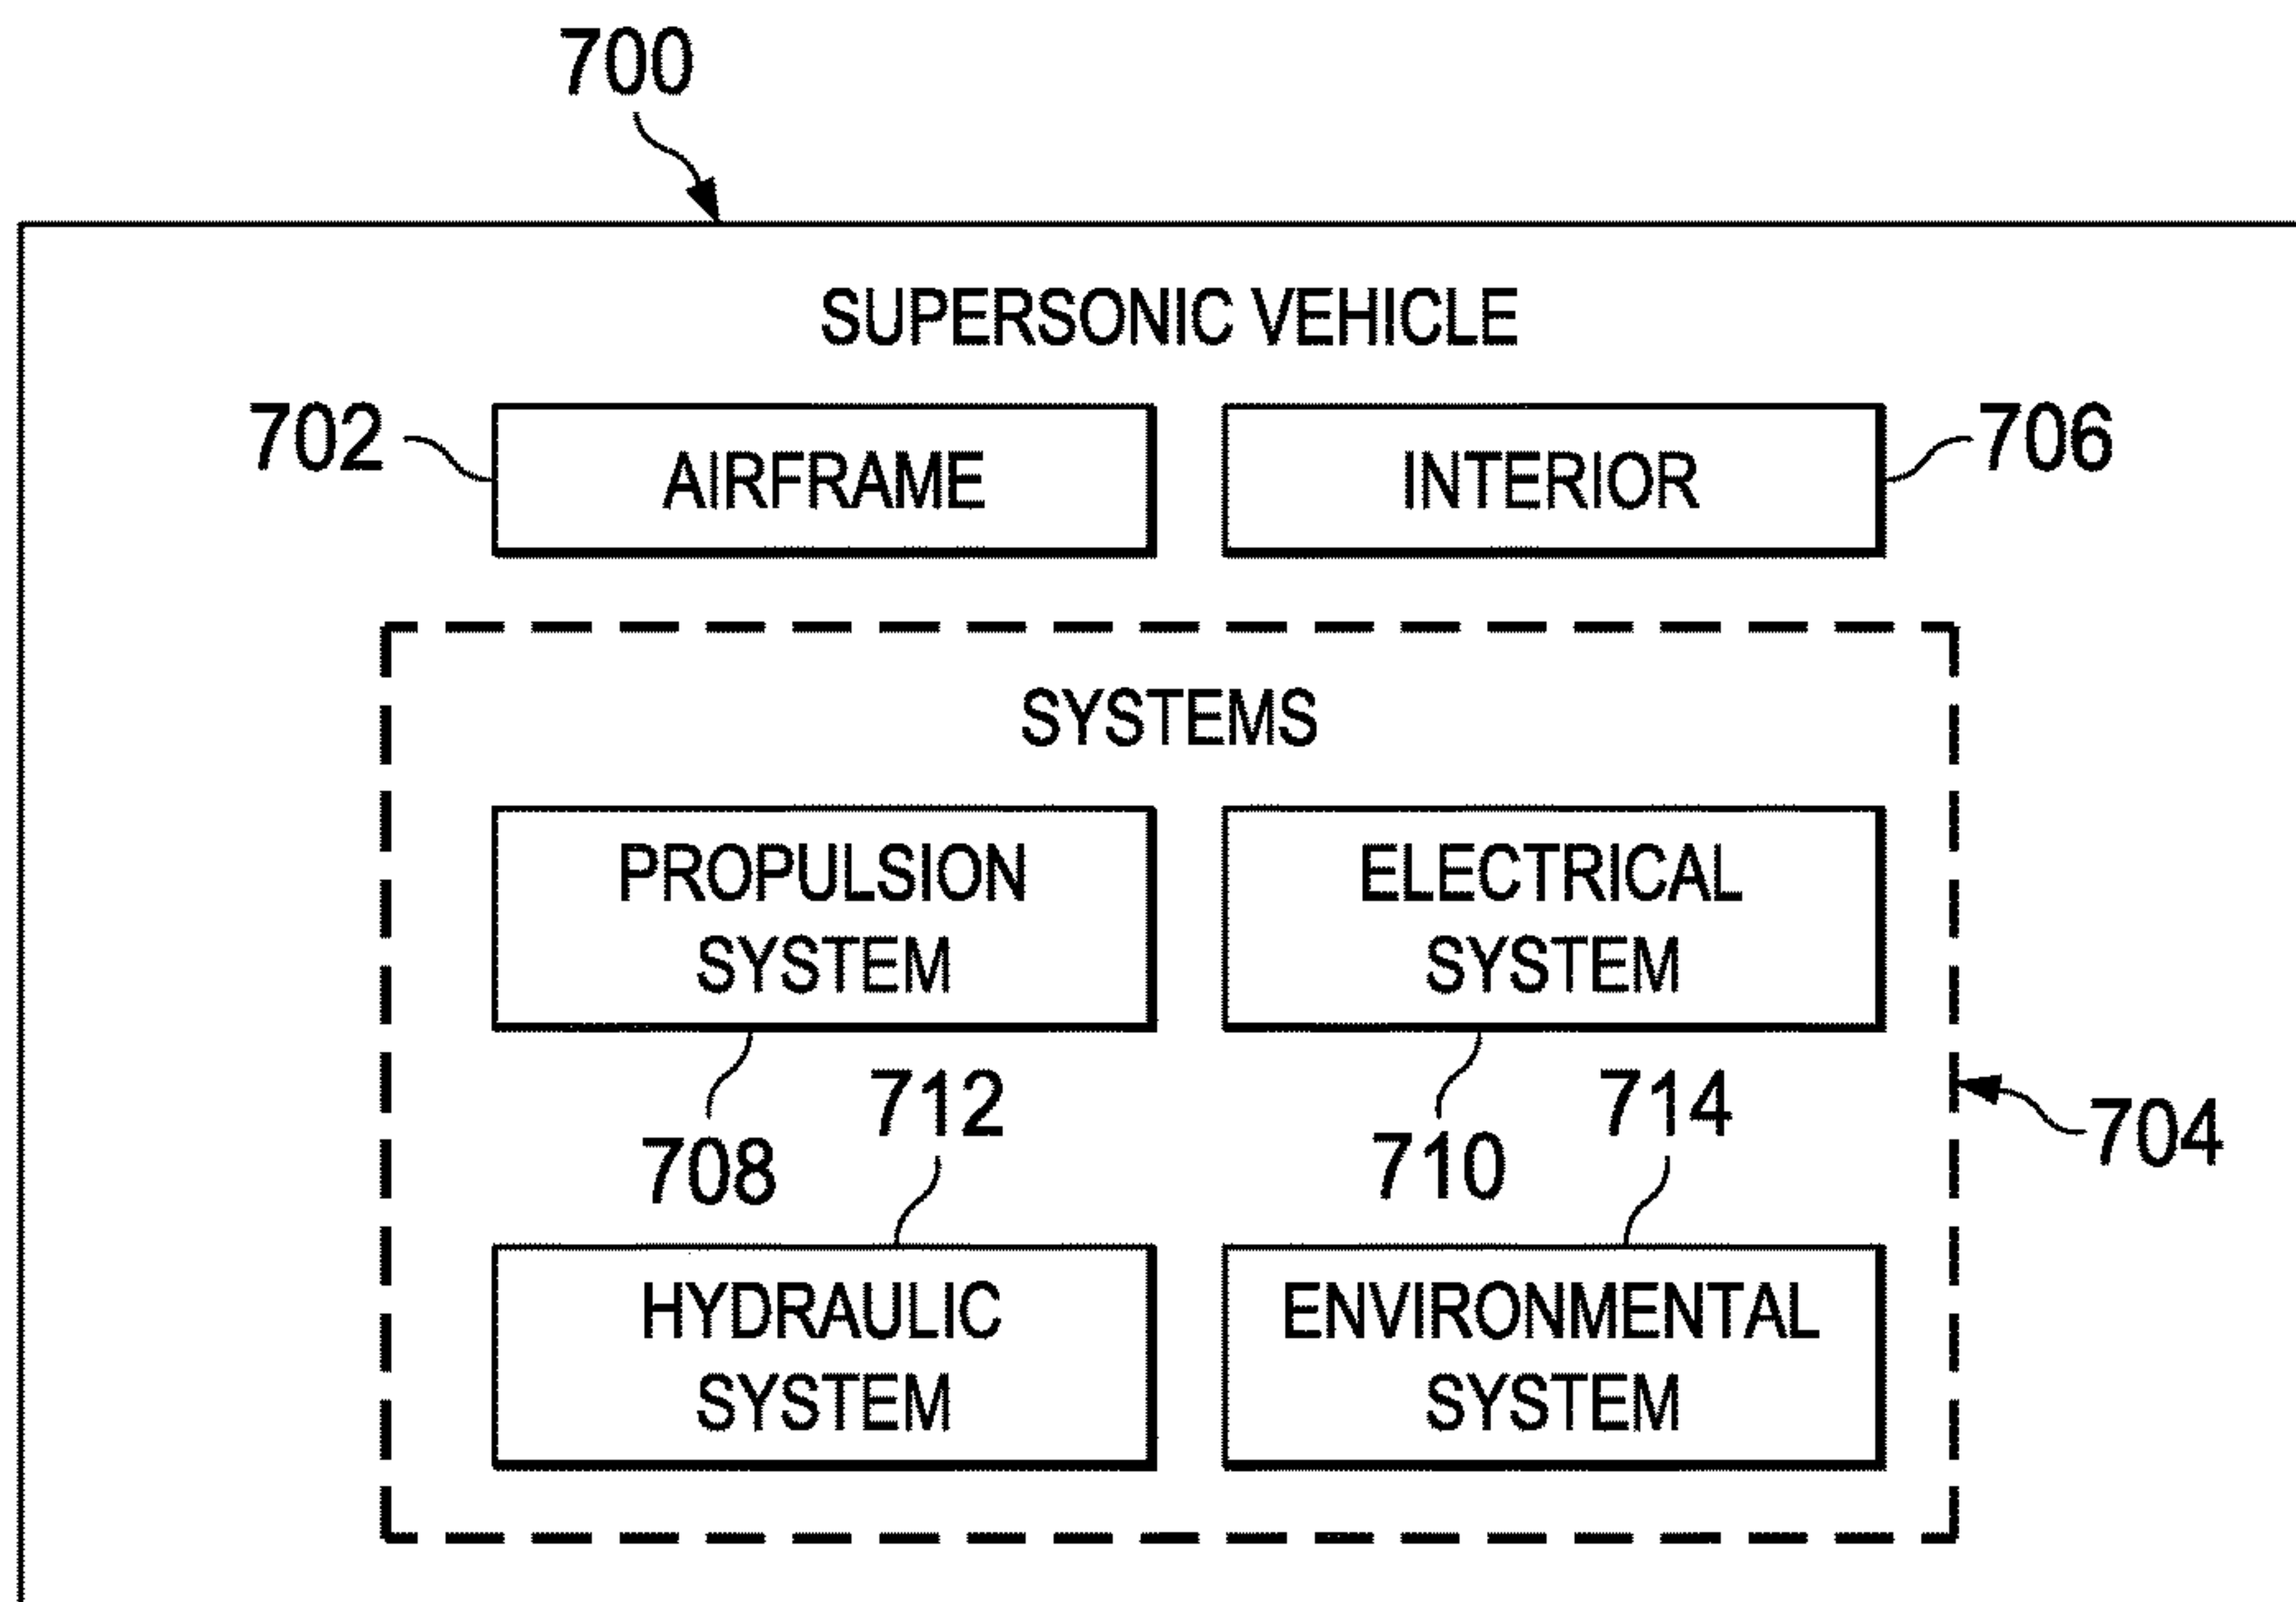 700
SUPERSONIC VEHICLE
702
AIRFRAME
INTERIOR
706
SYSTEMS
PROPULSION
SYSTEM
ELECTRICAL
SYSTEM
708
712
710
714
704
HYDRAULIC
SYSTEM
ENVIRONMENTAL
SYSTEM